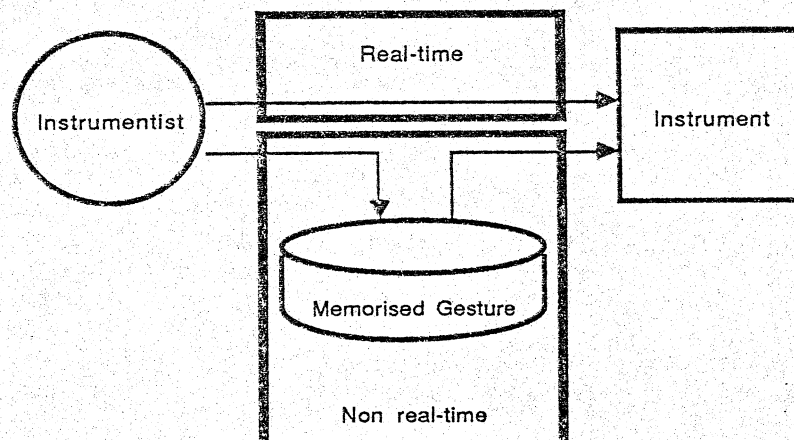 Real-time
Instrumentist
Instrument
Memorised Gesture
Non real-time